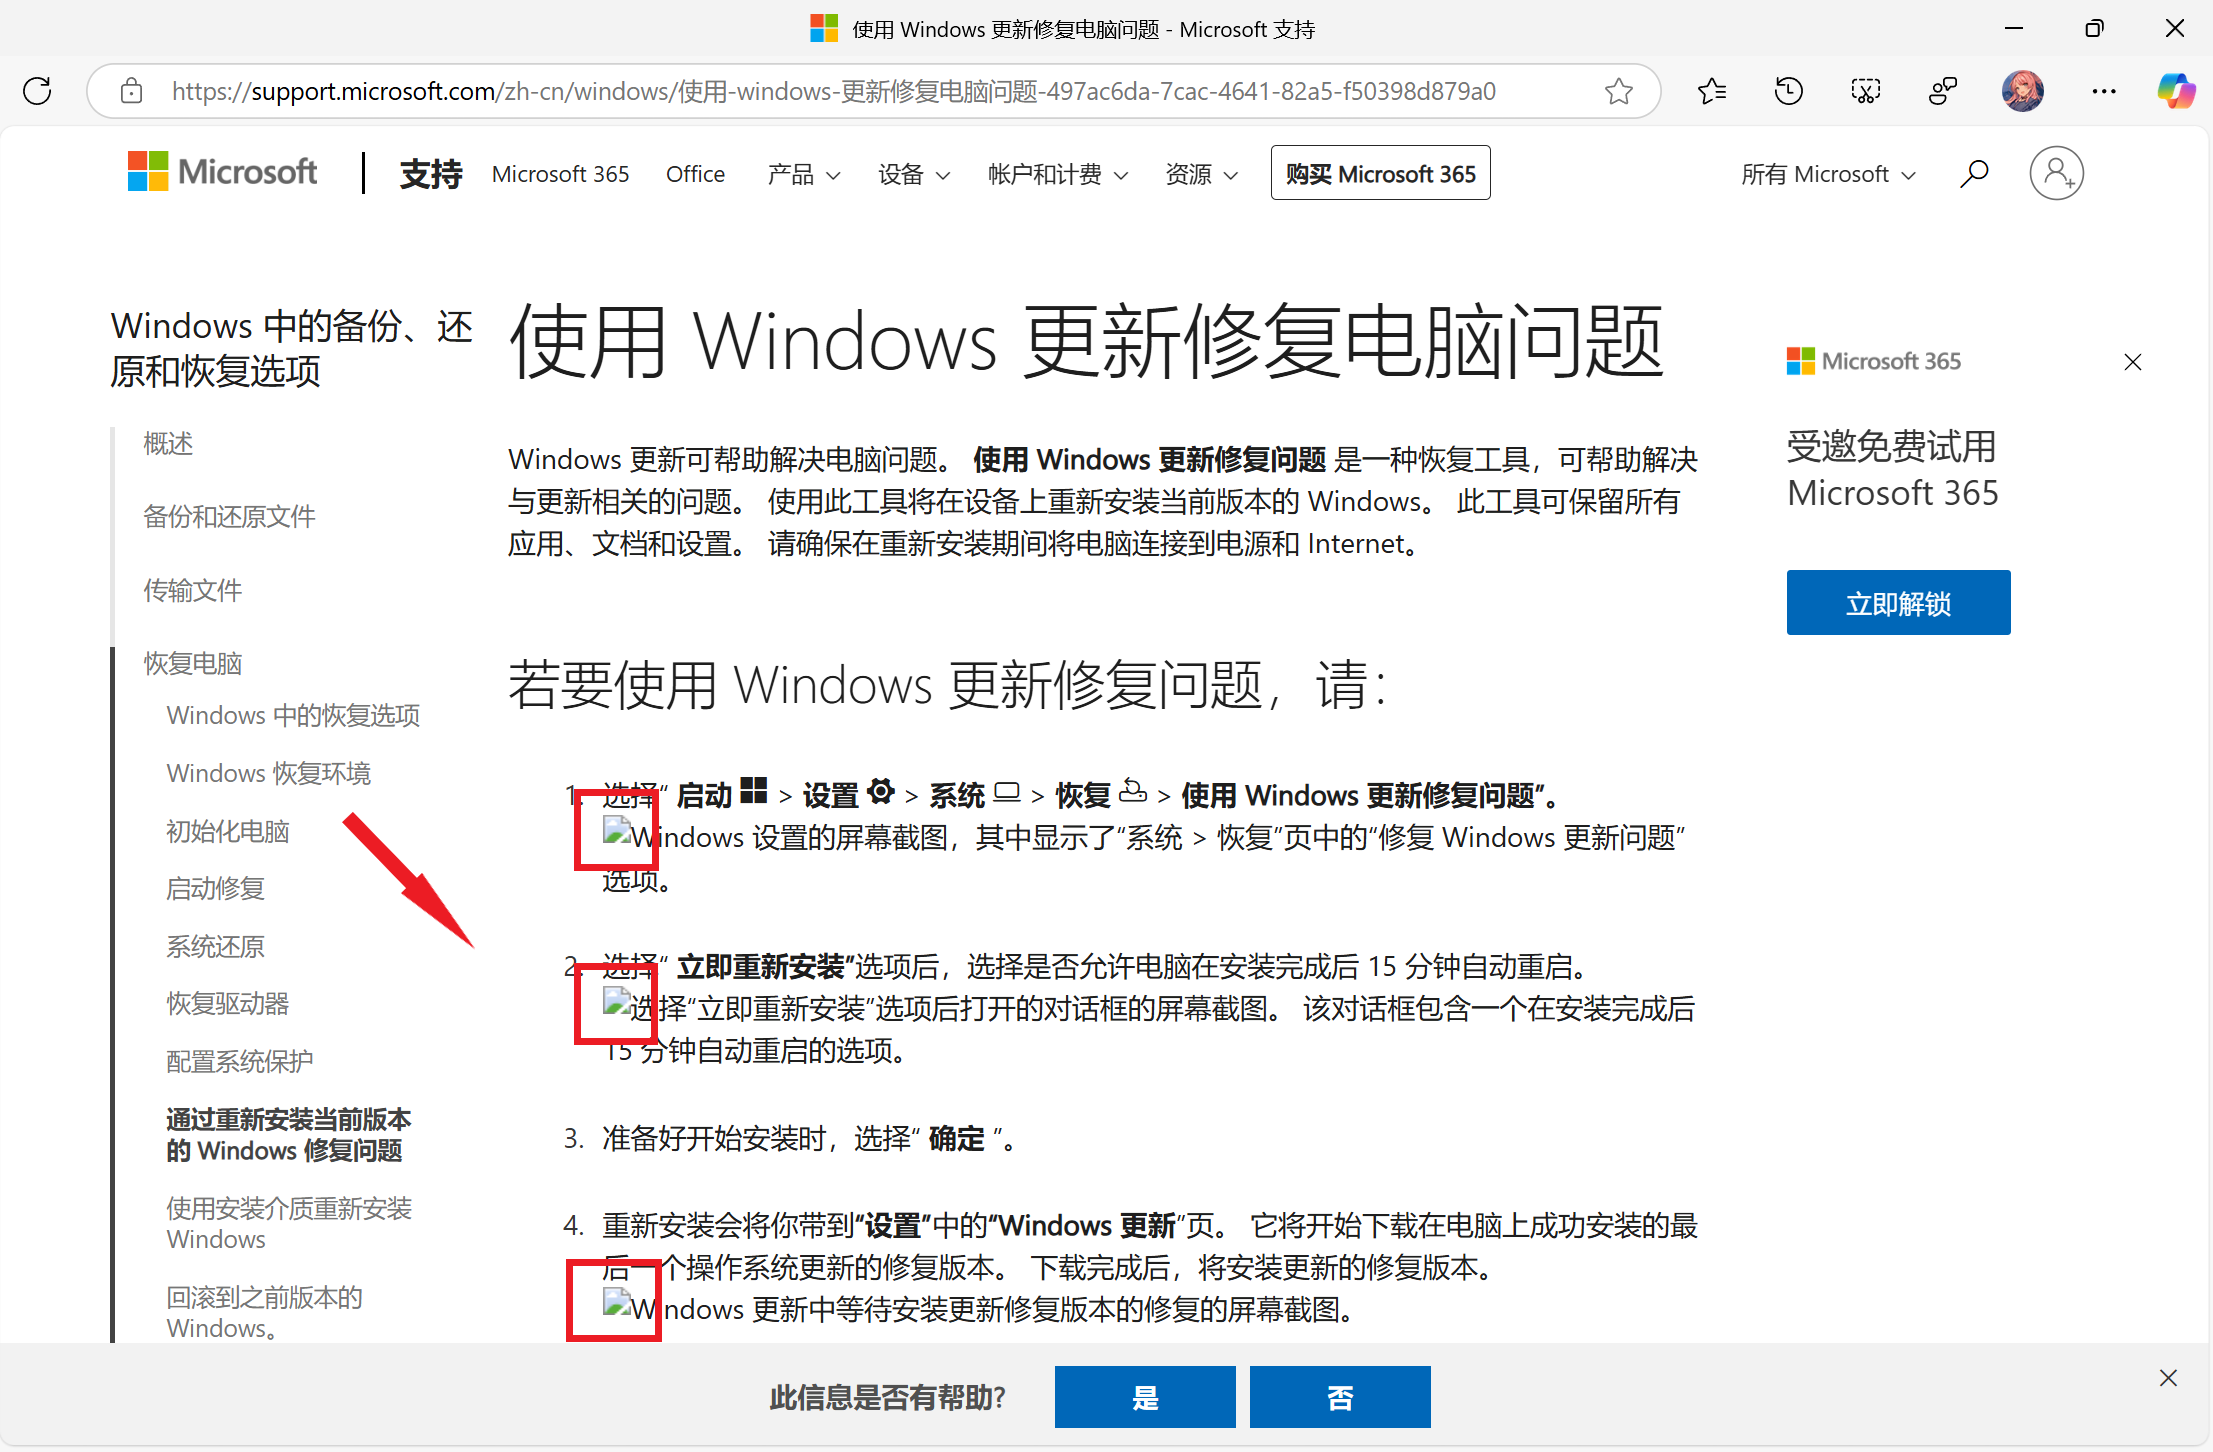 使用 Windows 更新修复电脑问题 - Microsoft 支持
https://support.microsoft.com/zh-cn/windows/使用-windows-更新修复电脑问题-497ac6da-7cac-4641-82a5-f50398d879a0
Microsoft 支持 Microsoft 365 Office 产品 设备 帐户和计费 资源 购买 Microsoft 365 所有 Microsoft
Windows 中的备份、还
原和恢复选项
概述
备份和还原文件
传输文件
恢复电脑
Windows 中的恢复选项
Windows 恢复环境
初始化电脑
启动修复
系统还原
恢复驱动器
配置系统保护
通过重新安装当前版本
的 Windows 修复问题
使用安装介质重新安装
Windows
回滚到之前版本的
Windows。
使用 Windows 更新修复电脑问题
Windows 更新可帮助解决电脑问题。 使用 Windows 更新修复问题 是一种恢复工具，可帮助解决
与更新相关的问题。 使用此工具将在设备上重新安装当前版本的 Windows。 此工具可保留所有
应用、文档和设置。 请确保在重新安装期间将电脑连接到电源和 Internet。
若要使用 Windows 更新修复问题，请：
1. 选择“ 启动 > 设置 > 系统 > 恢复 > 使用 Windows 更新修复问题”。
Windows 设置的屏幕截图，其中显示了“系统 > 恢复”页中的“修复 Windows 更新问题”
选项。
2. 选择“ 立即重新安装”选项后，选择是否允许电脑在安装完成后 15 分钟自动重启。
选择“立即重新安装”选项后打开的对话框的屏幕截图。 该对话框包含一个在安装完成后
15 分钟自动重启的选项。
3. 准备好开始安装时，选择“ 确定 ”。
4. 重新安装会将你带到“设置”中的“Windows 更新”页。 它将开始下载在电脑上成功安装的最
后一个操作系统更新的修复版本。 下载完成后，将安装更新的修复版本。
Windows 更新中等待安装更新修复版本的修复的屏幕截图。
Microsoft 365
受邀免费试用
Microsoft 365
立即解锁
此信息是否有帮助? 是 否